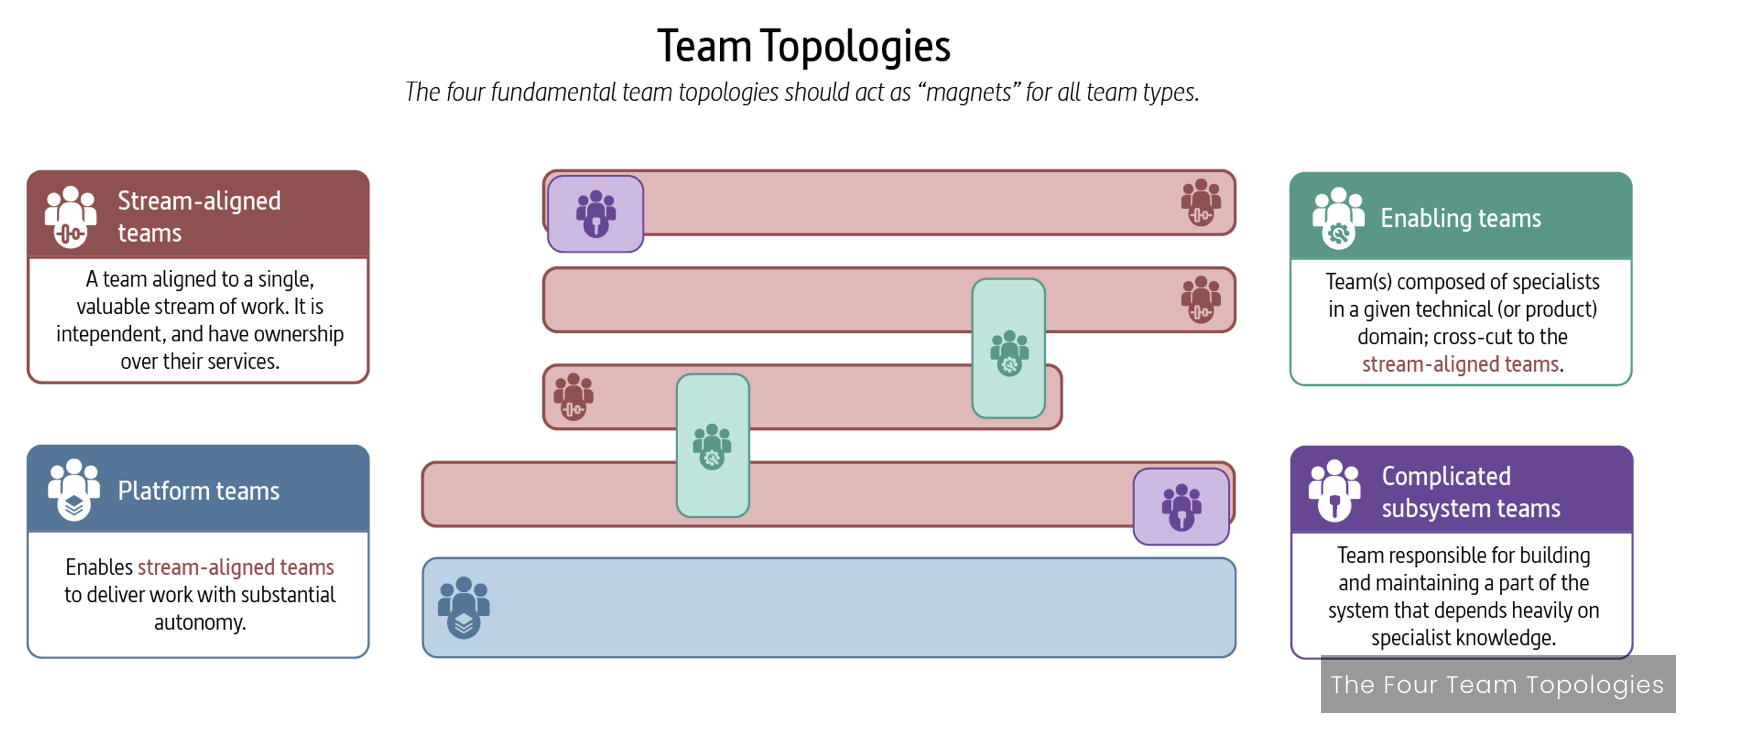 Team Topologies
The four fundamental team topologies should act as “magnets” for all team types.
Stream-aligned
teams
A team aligned to a single,
valuable stream of work. It is
intependent, and have ownership
over their services.
Platform teams
Enables stream-aligned teams
to deliver work with substantial
autonomy.
Enabling teams
Team(s) composed of specialists
in a given technical (or product)
domain; cross-cut to the
stream-aligned teams.
Complicated
subsystem teams
Team responsible for building
and maintaining a part of the
system that depends heavily on
specialist knowledge.
The Four Team Topologies